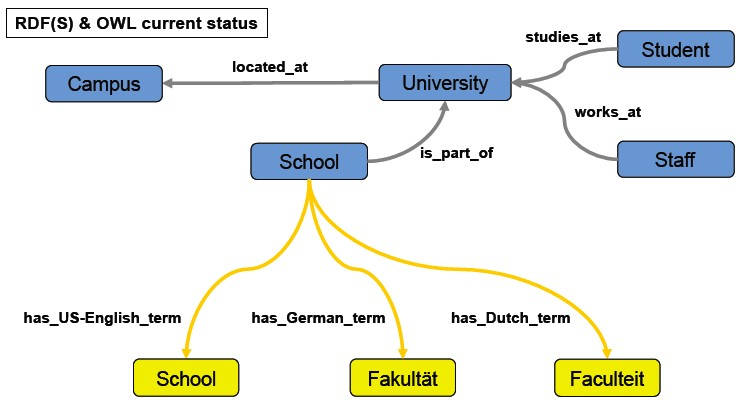 RDF(S) & OWL current status
studies_at
Student
located_at
Campus
University
works_at
School
is_part_of
Staff
has_US-English_term
has_German_term
has_Dutch_term
School
Fakultät
Faculteit